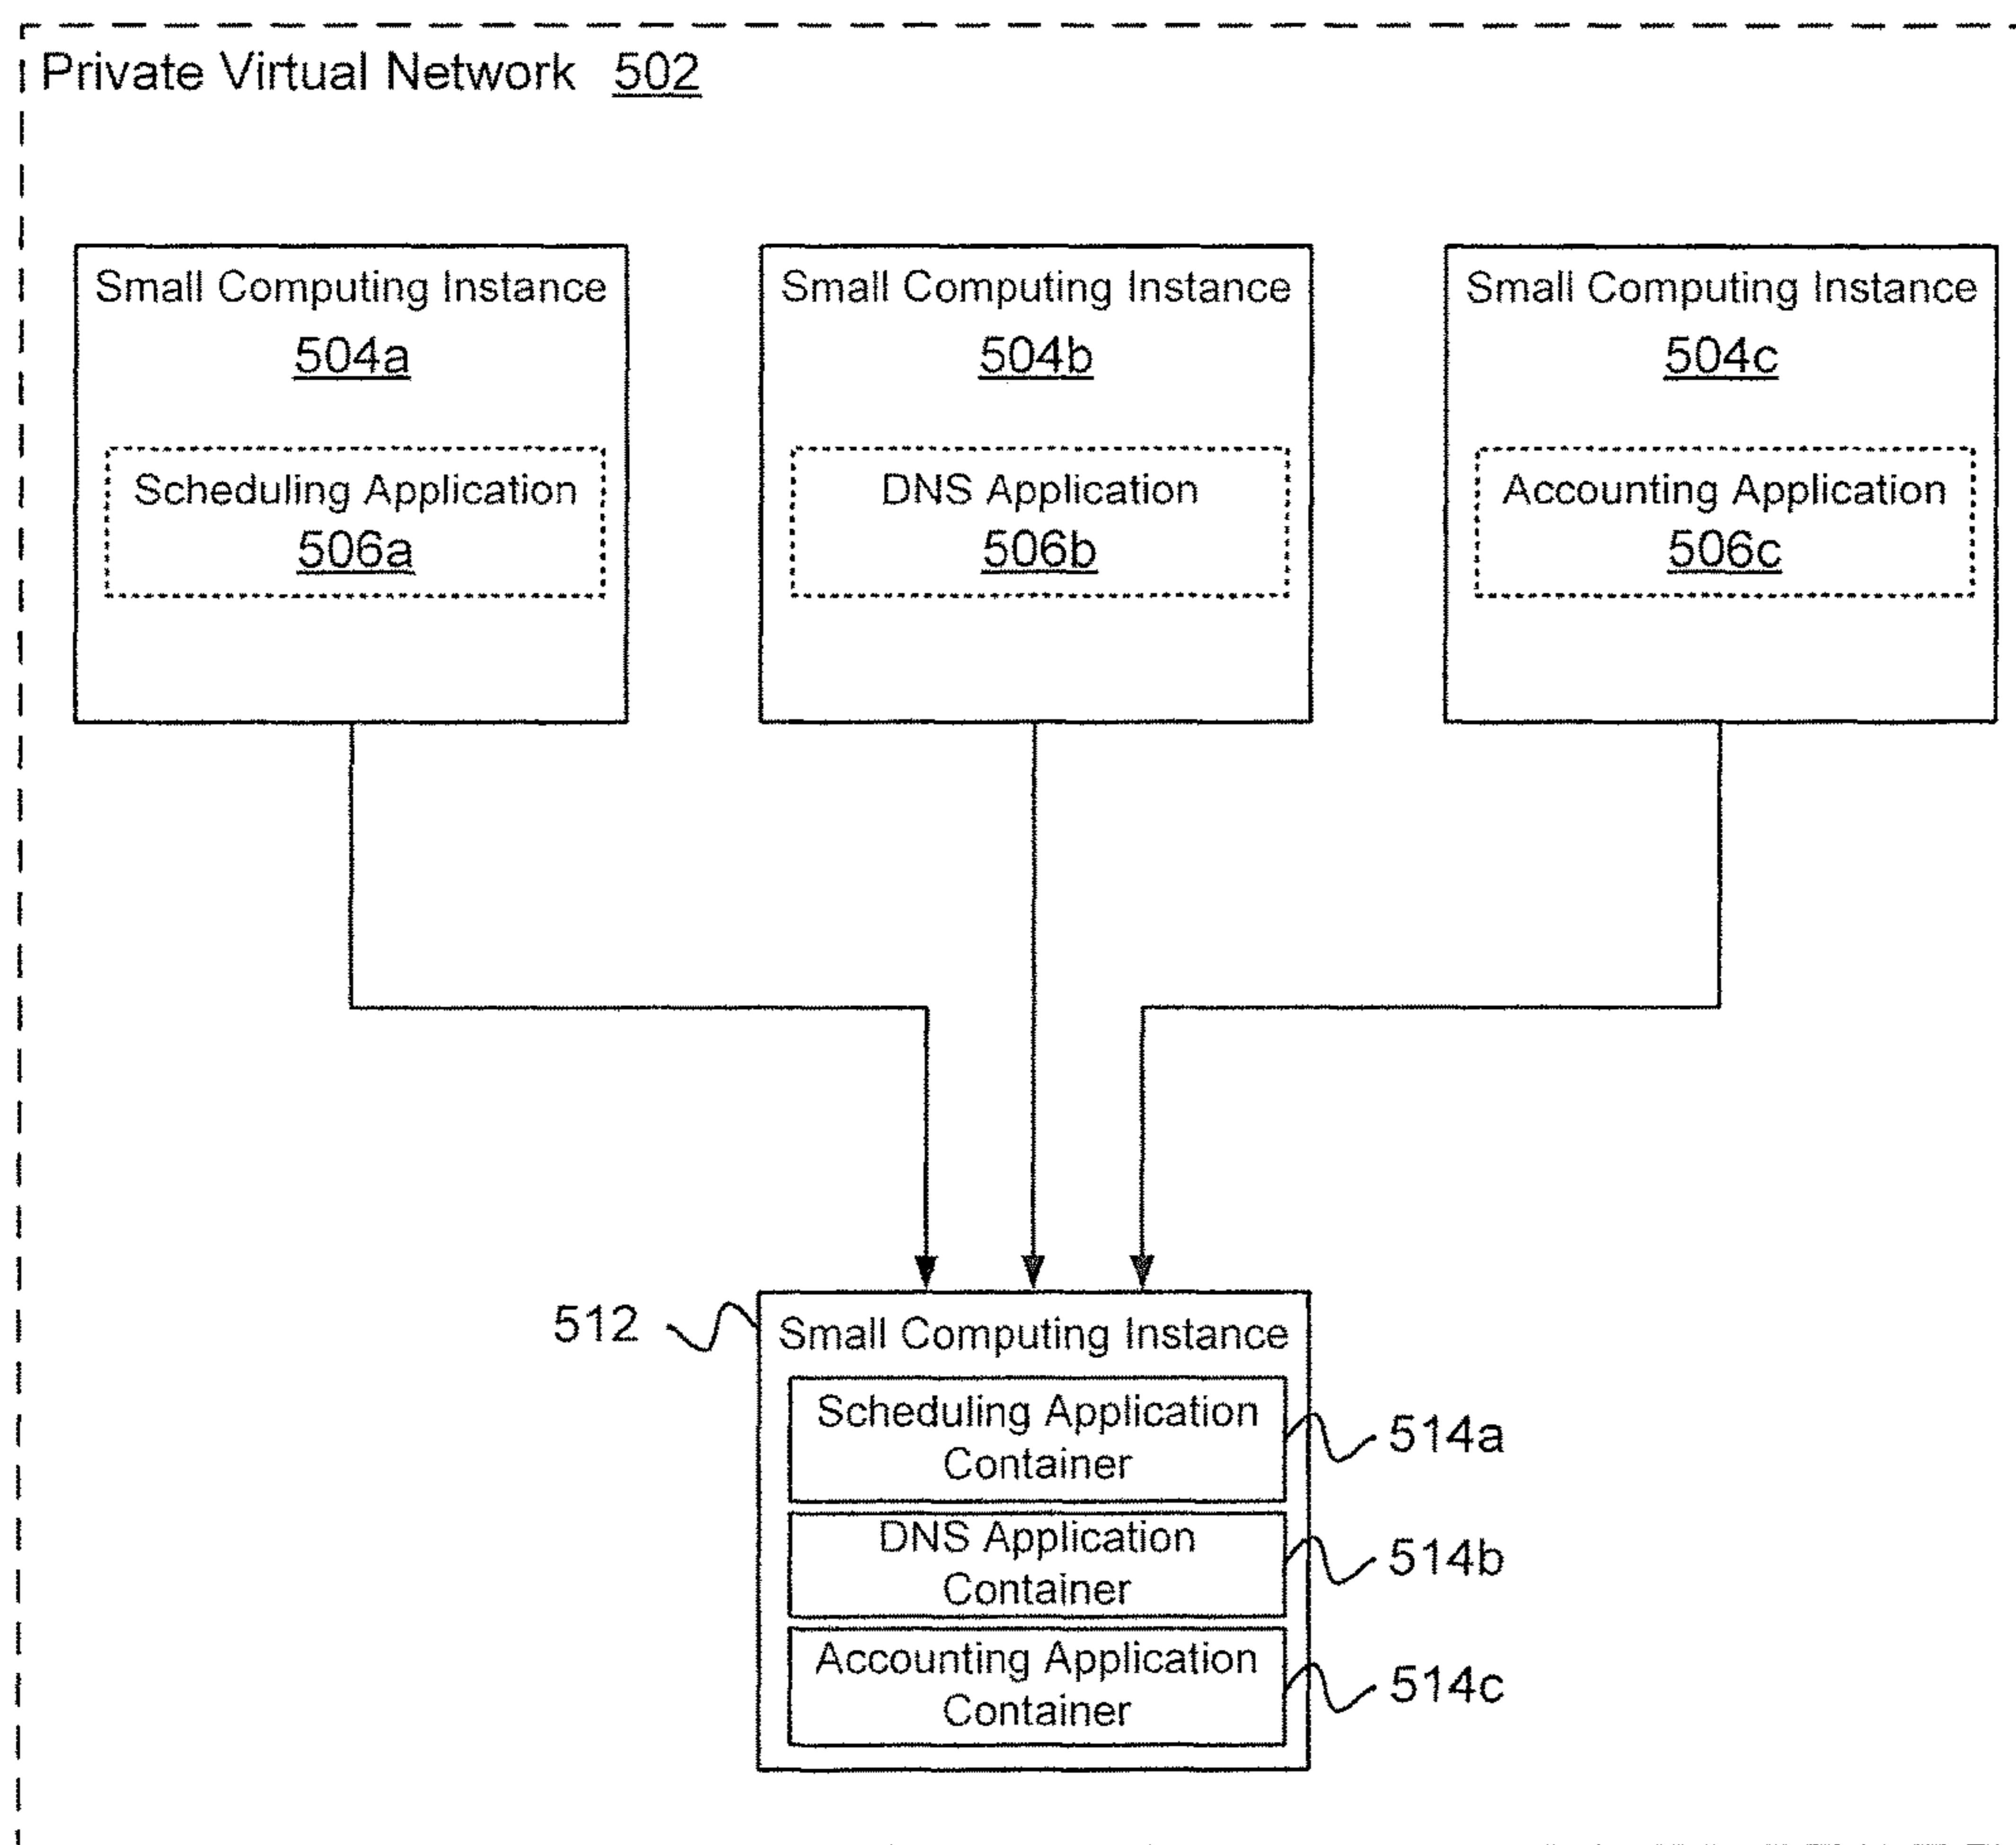 Private Virtual Network 502
Small Computing Instance
504a
Scheduling Application
506a
Small Computing Instance
504b
DNS Application
506b
Small Computing Instance
504c
Accounting Application
506c
512
Small Computing Instance
Scheduling Application
Container
514a
DNS Application
Container
514b
Accounting Application
Container
514c